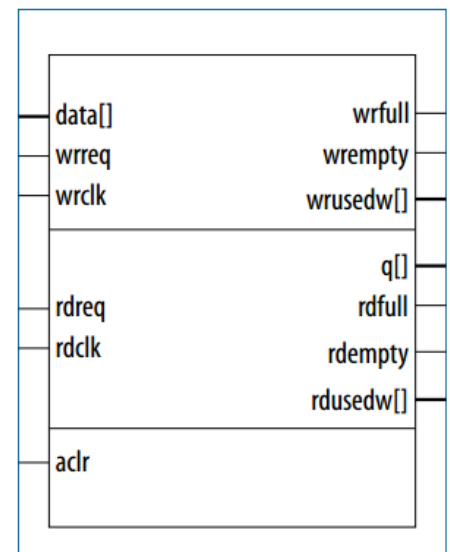 data[]
wrreq
wrclk
wrfull
wrempty
wrusedw[]
rdreq
rdclk
q[]
rdfull
rdempty
rdusedw[]
aclr